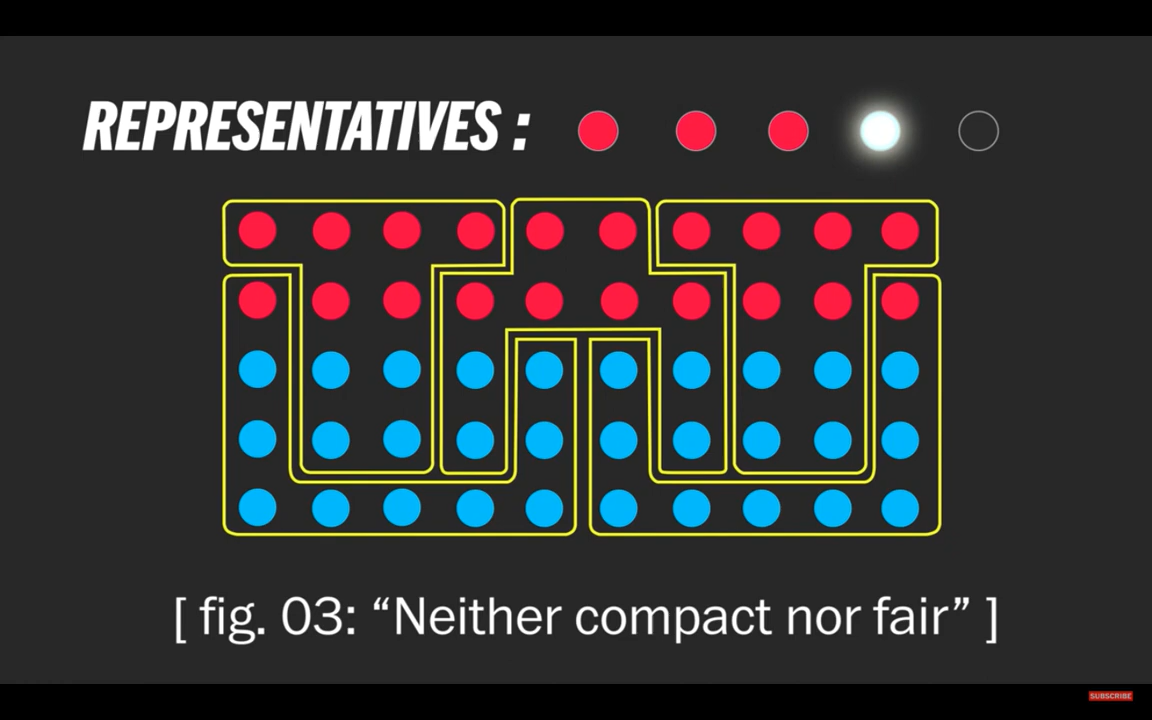 REPRESENTATIVES :
[ fig. 03: “Neither compact nor fair” ]
SUBSCRIBE